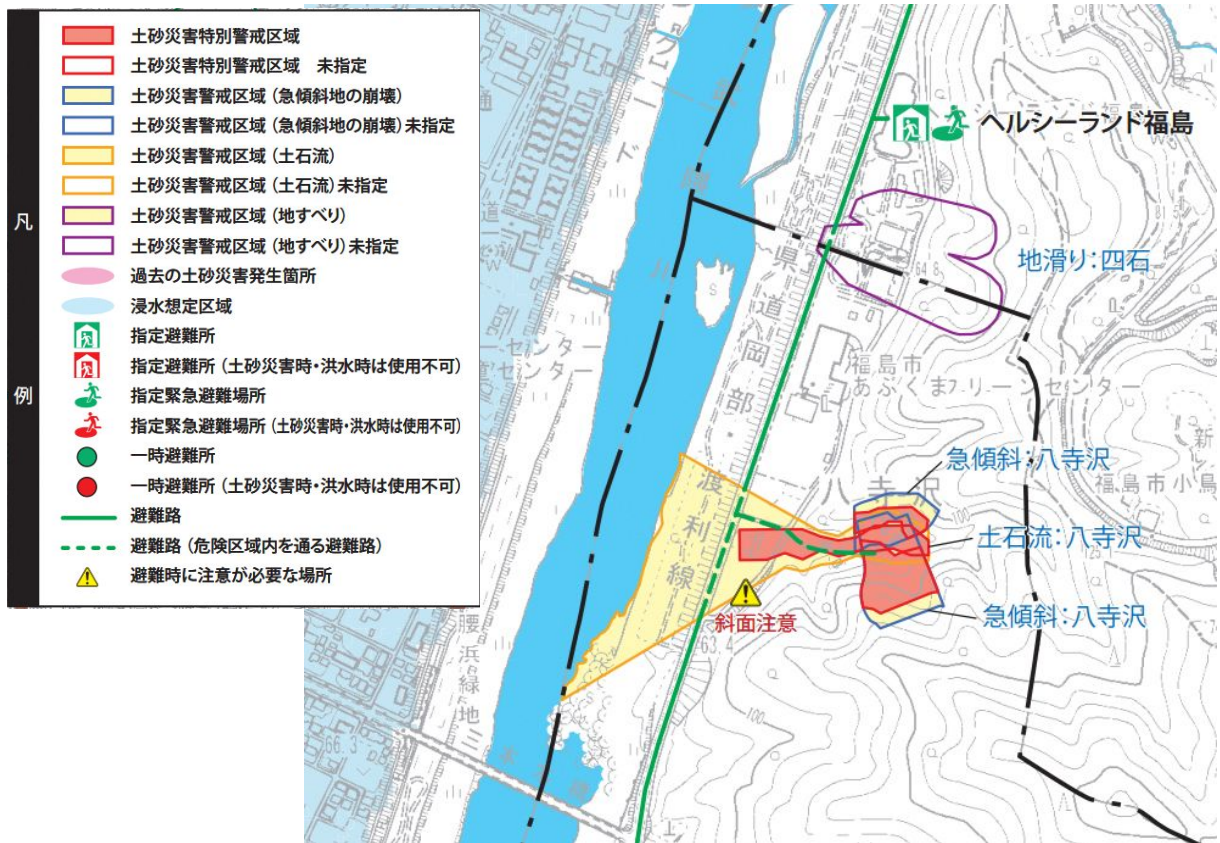 凡例
土砂災害特別警戒区域
土砂災害特別警戒区域 未指定
土砂災害警戒区域(急傾斜地の崩壊)
土砂災害警戒区域(急傾斜地の崩壊)未指定
土砂災害警戒区域(土石流)
土砂災害警戒区域(土石流)未指定
土砂災害警戒区域(地すべり)
土砂災害警戒区域(地すべり)未指定
過去の土砂災害発生箇所
浸水想定区域
指定避難所
指定避難所(土砂災害時・洪水時は使用不可)
指定緊急避難場所
指定緊急避難場所(土砂災害時・洪水時は使用不可)
一時避難所
一時避難所(土砂災害時・洪水時は使用不可)
避難路
避難路(危険区域内を通る避難路)
避難時に注意が必要な場所
ヘルシーランド福島
地滑り:四石
県道岡部渡利線
福島市
あぶくまクリーンセンター
急傾斜:八寺沢
八寺沢
福島市小鳥
土石流:八寺沢
斜面注意
急傾斜:八寺沢
63.4
腰浜緑地
66.3
100
100